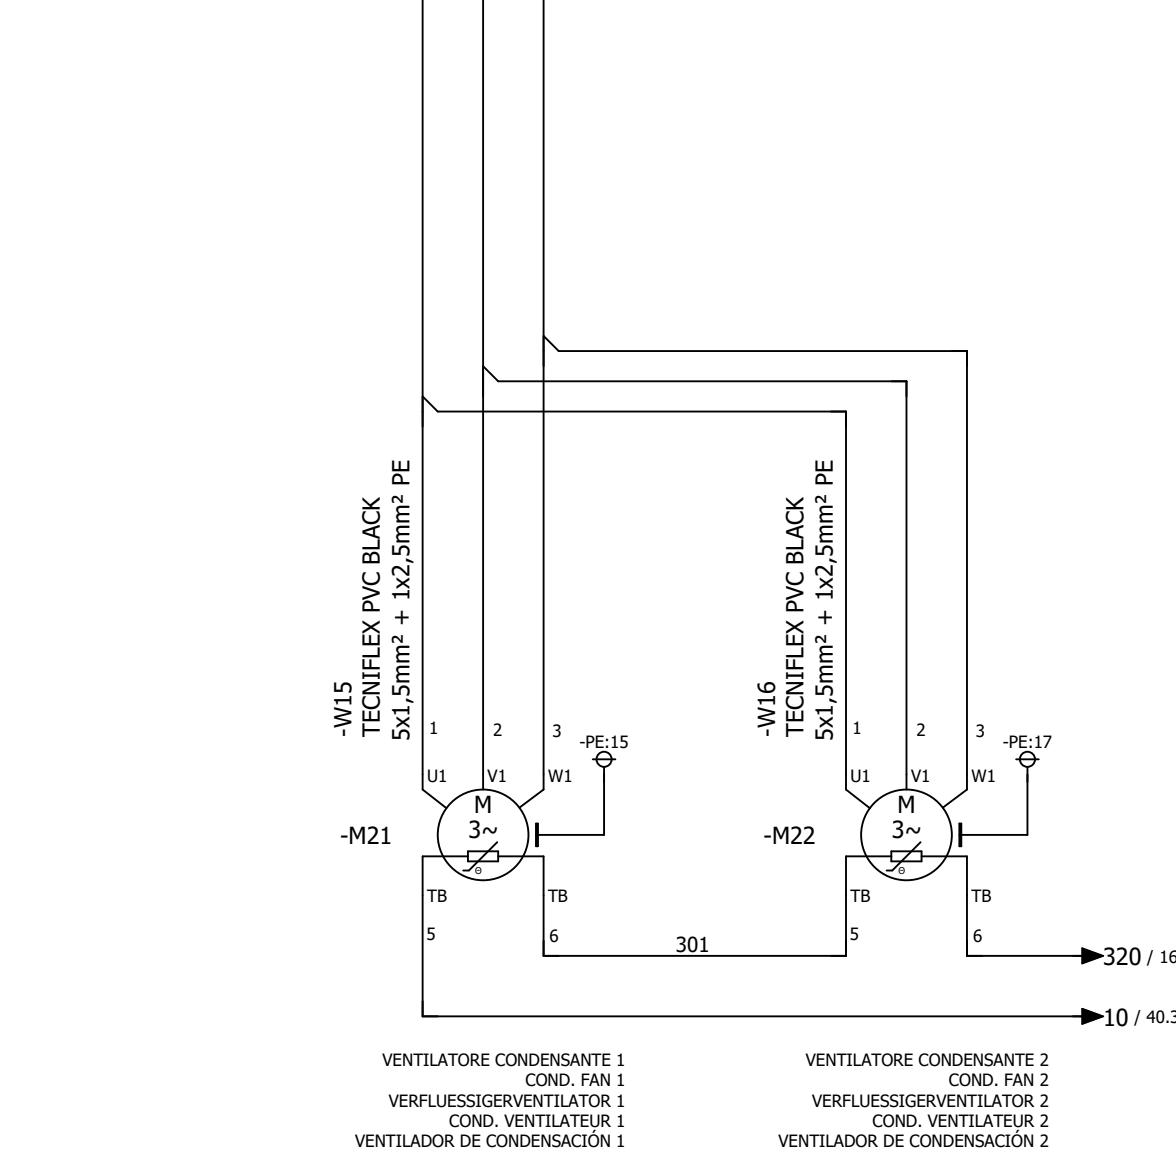 -W15
TECNIFLEX PVC BLACK
5x1,5mm² + 1x2,5mm² PE
-W16
TECNIFLEX PVC BLACK
5x1,5mm² + 1x2,5mm² PE
1 2 3
-PE:15
1 2 3
-PE:17
U1 V1 W1
U1 V1 W1
-M21
M
3~
Θ
-M22
M
3~
Θ
TB TB
TB TB
5 6
301
5 6
320 / 16
10 / 40.3
VENTILATORE CONDENSANTE 1
COND. FAN 1
VERFLUESSIGERVENTILATOR 1
COND. VENTILATEUR 1
VENTILADOR DE CONDENSACIÓN 1
VENTILATORE CONDENSANTE 2
COND. FAN 2
VERFLUESSIGERVENTILATOR 2
COND. VENTILATEUR 2
VENTILADOR DE CONDENSACIÓN 2